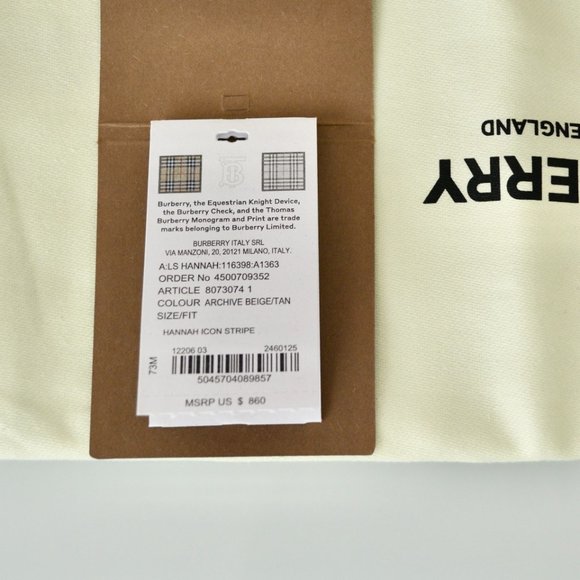 Burberry, the Equestrian Knight Device,
the Burberry Check, and the Thomas
Burberry Monogram and Print are trade
marks belonging to Burberry Limited.
BURBERRY ITALY SRL
VIA MANZONI, 20, 20121 MILANO, ITALY.
A:LS HANNAH:116398:A1363
ORDER No 4500709352
ARTICLE 8073074 1
COLOUR ARCHIVE BEIGE/TAN
SIZE/FIT
HANNAH ICON STRIPE
12206 03 2460125
73M
5045704089857
MSRP US $ 860
ENGLAND
ERRY